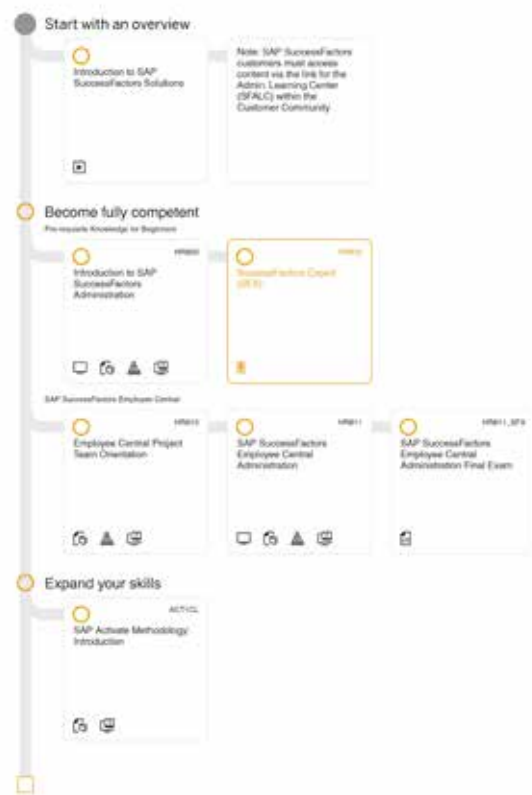 Start with an overview
Introduction to SAP
SuccessFactors Solutions
Note: SAP SuccessFactors
customers must access
content via the link for the
Admin. Learning Center
(SFALC) within the
Customer Community
Become fully competent
Pre-requisite Knowledge for Beginners
HR800
Introduction to SAP
SuccessFactors
Administration
SuccessFactors Expert
SAP SuccessFactors Employee Central
HR810
Employee Central Project
Team Orientation
HR811
SAP SuccessFactors
Employee Central
Administration
SAP SuccessFactors
Employee Central
Administration Final Exam
Expand your skills
ACT1CL
SAP Activate Methodology
Introduction